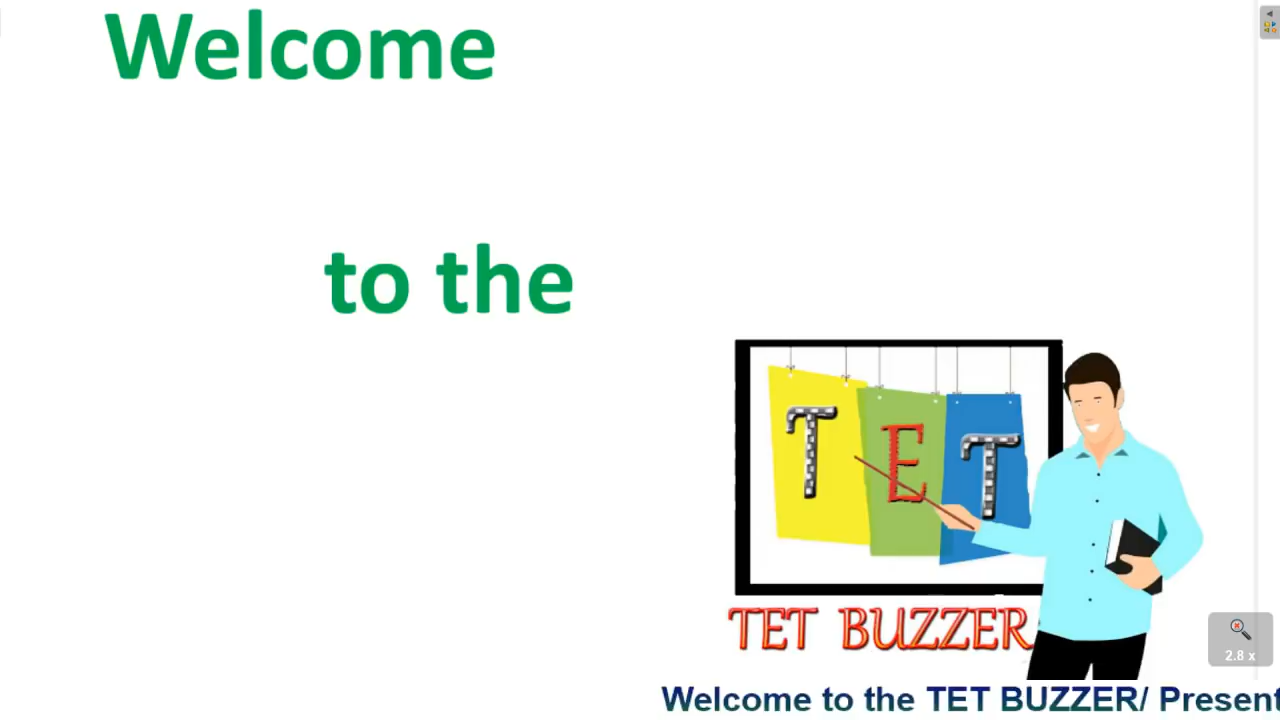 Welcome
to the
T E T
TET BUZZER
2.8 x
Welcome to the TET BUZZER/ Present